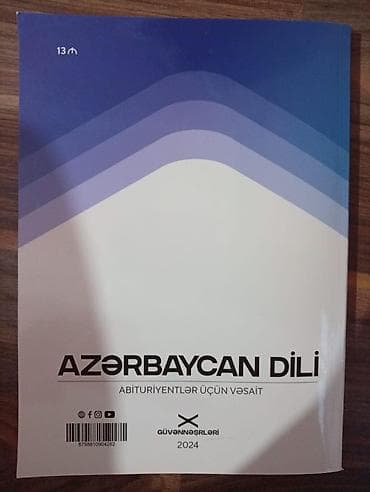 13 ₼
AZƏRBAYCAN DİLİ
ABİTURİYENTLƏR ÜÇÜN VƏSAİT
GÜVƏNNƏŞRLƏRİ
2024